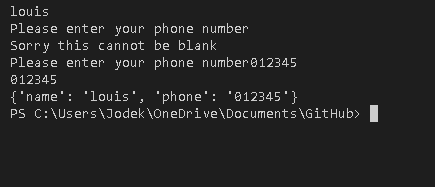 louis
Please enter your phone number
Sorry this cannot be blank
Please enter your phone number012345
012345
{'name': 'louis', 'phone': '012345'}
PS C:\Users\Jodek\OneDrive\Documents\GitHub>